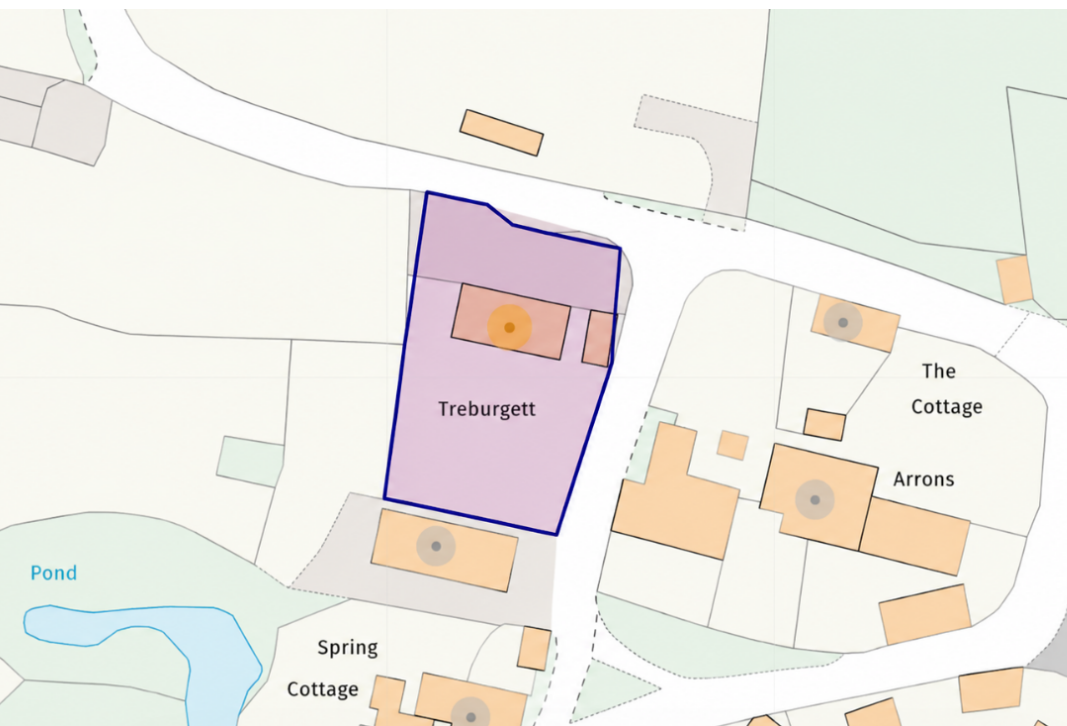 The
Cottage
Treburgett
Arrons
Pond
Spring
Cottage